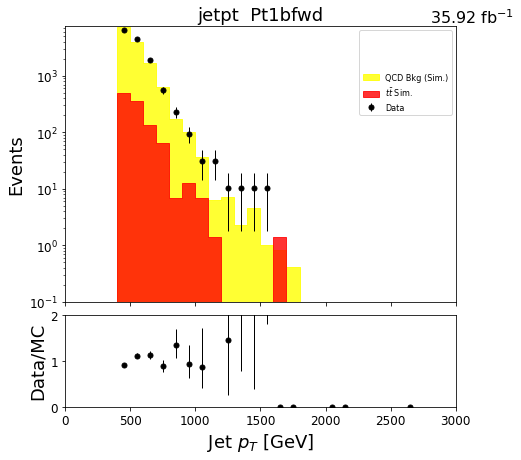 jetpt Pt1bfwd
35.92 fb⁻¹
QCD Bkg (Sim.)
tt̄ Sim.
Data
Events
10³
10²
10¹
10⁰
10⁻¹
Data/MC
2
1
0
0 500 1000 1500 2000 2500 3000
Jet p_T [GeV]